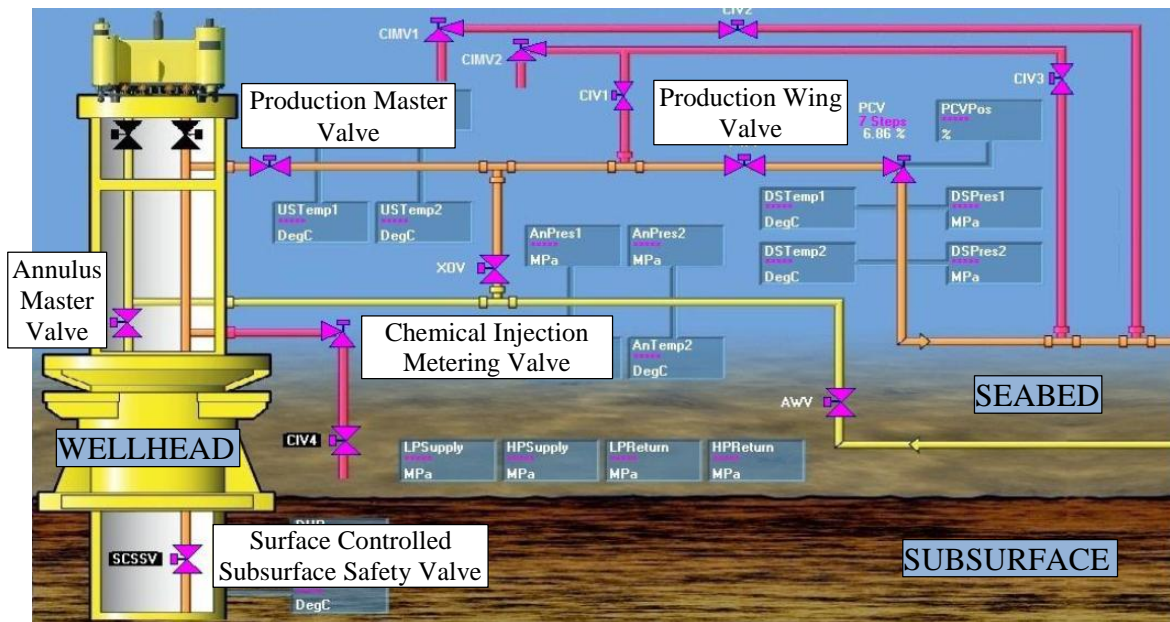 CIV2
CIMV1
CIMV2
CIV1
CIV3
Production Master
Valve
Production Wing
Valve
PCV
7 Steps
6.86 %
PCVPos
*****
%
USTemp1
*****
DegC
USTemp2
*****
DegC
DSTemp1
*****
DegC
DSPres1
*****
MPa
AnPres1
*****
MPa
AnPres2
*****
MPa
DSTemp2
*****
DegC
DSPres2
*****
MPa
XOV
Annulus
Master
Valve
Chemical Injection
Metering Valve
AnTemp2
*****
DegC
AWV
SEABED
WELLHEAD
CIV4
LPSupply
*****
MPa
HPSupply
*****
MPa
LPReturn
*****
MPa
HPReturn
*****
MPa
SCSSV
Surface Controlled
Subsurface Safety Valve
*****
DegC
SUBSURFACE